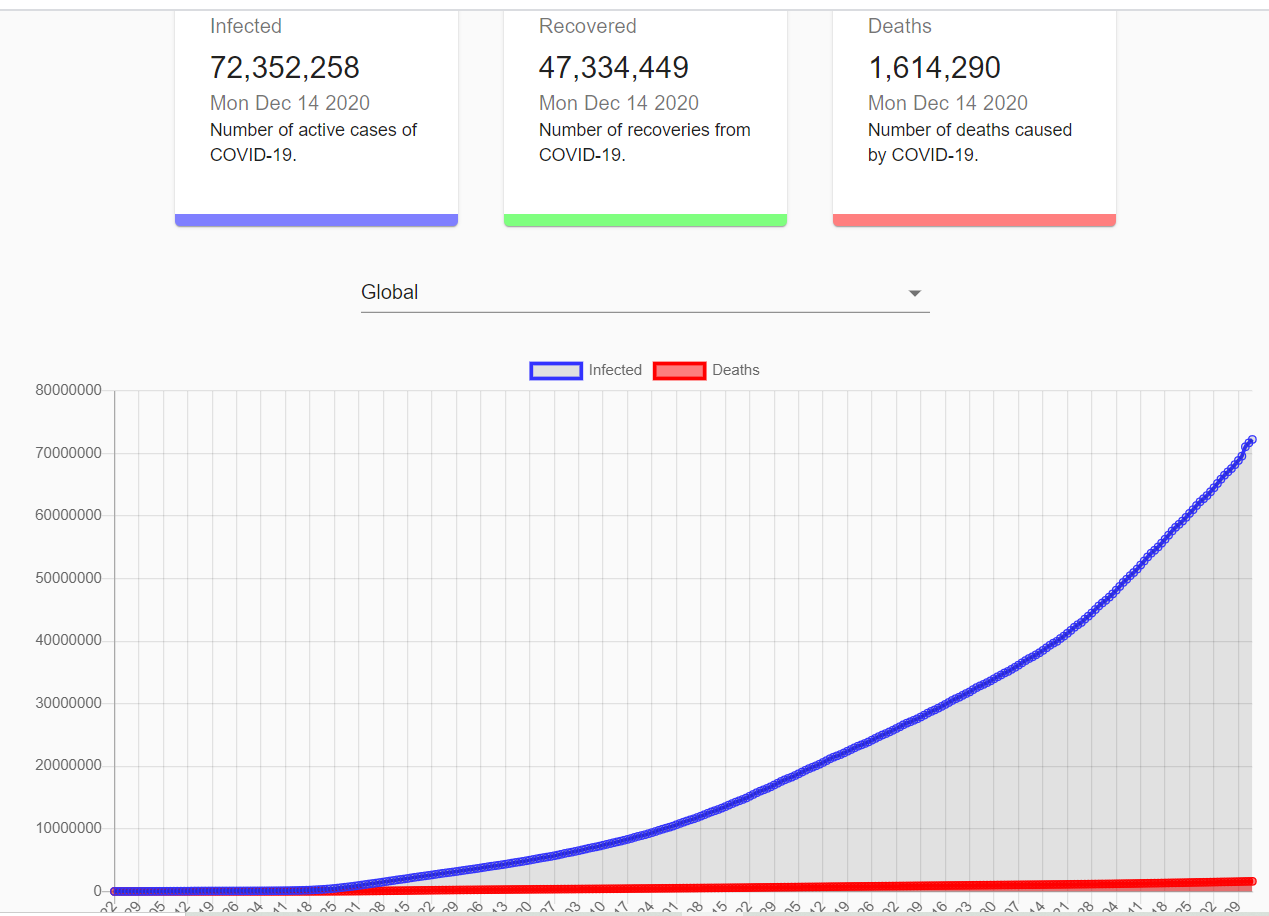 Infected
72,352,258
Mon Dec 14 2020
Number of active cases of
COVID-19.
Recovered
47,334,449
Mon Dec 14 2020
Number of recoveries from
COVID-19.
Deaths
1,614,290
Mon Dec 14 2020
Number of deaths caused
by COVID-19.
Global
Infected Deaths
80000000
70000000
60000000
50000000
40000000
30000000
20000000
10000000
0